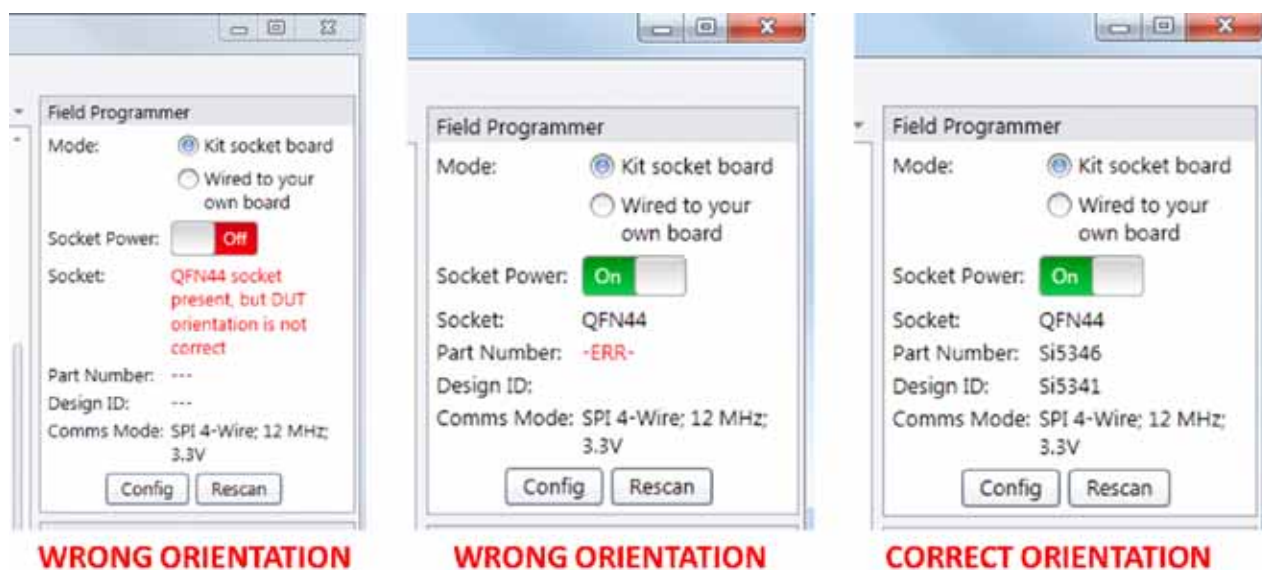 Field Programmer
Mode:
Kit socket board
Wired to your
own board
Socket Power:
Off
Socket:
QFN44 socket
present, but DUT
orientation is not
correct
Part Number:
---
Design ID:
---
Comms Mode:
SPI 4-Wire; 12 MHz;
3.3V
Config
Rescan
WRONG ORIENTATION
Field Programmer
Mode:
Kit socket board
Wired to your
own board
Socket Power:
On
Socket:
QFN44
Part Number:
-ERR-
Design ID:
Comms Mode:
SPI 4-Wire; 12 MHz;
3.3V
Config
Rescan
WRONG ORIENTATION
Field Programmer
Mode:
Kit socket board
Wired to your
own board
Socket Power:
On
Socket:
QFN44
Part Number:
Si5346
Design ID:
Si5341
Comms Mode:
SPI 4-Wire; 12 MHz;
3.3V
Config
Rescan
CORRECT ORIENTATION